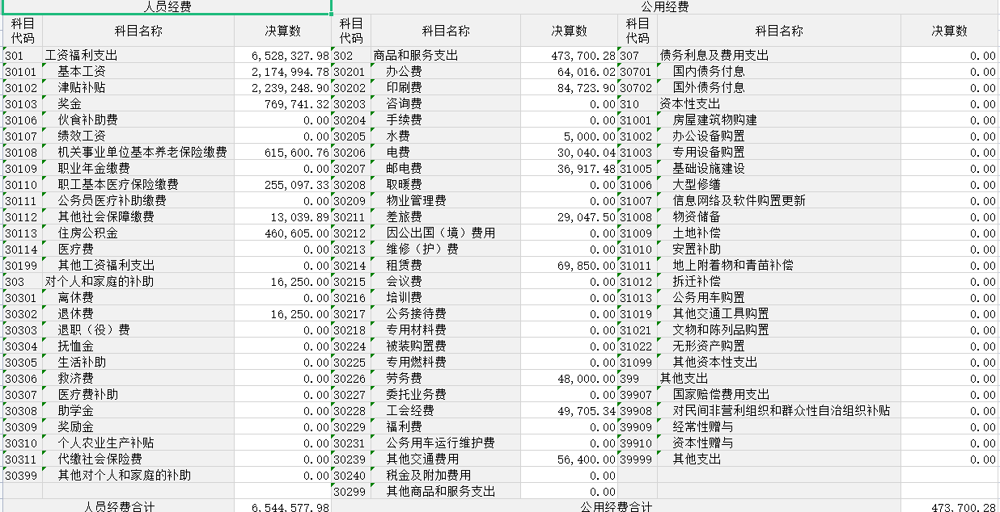 人员经费 公用经费
科目代码 科目名称 决算数 科目代码 科目名称 决算数 科目代码 科目名称 决算数
301 工资福利支出 6,528,327.98 302 商品和服务支出 473,700.28 307 债务利息及费用支出 0.00
30101 基本工资 2,174,994.78 30201 办公费 64,016.02 30701 国内债务付息 0.00
30102 津贴补贴 2,239,248.90 30202 印刷费 84,723.90 30702 国外债务付息 0.00
30103 奖金 769,741.32 30203 咨询费 0.00 310 资本性支出 0.00
30106 伙食补助费 0.00 30204 手续费 0.00 31001 房屋建筑物购建 0.00
30107 绩效工资 0.00 30205 水费 5,000.00 31002 办公设备购置 0.00
30108 机关事业单位基本养老保险缴费 615,600.76 30206 电费 30,040.04 31003 专用设备购置 0.00
30109 职业年金缴费 0.00 30207 邮电费 36,917.48 31005 基础设施建设 0.00
30110 职工基本医疗保险缴费 255,097.33 30208 取暖费 0.00 31006 大型修缮 0.00
30111 公务员医疗补助缴费 0.00 30209 物业管理费 0.00 31007 信息网络及软件购置更新 0.00
30112 其他社会保障缴费 13,039.89 30211 差旅费 29,047.50 31008 物资储备 0.00
30113 住房公积金 460,605.00 30212 因公出国（境）费用 0.00 31009 土地补偿 0.00
30114 医疗费 0.00 30213 维修（护）费 0.00 31010 安置补助 0.00
30199 其他工资福利支出 0.00 30214 租赁费 69,850.00 31011 地上附着物和青苗补偿 0.00
303 对个人和家庭的补助 16,250.00 30215 会议费 0.00 31012 拆迁补偿 0.00
30301 离休费 0.00 30216 培训费 0.00 31013 公务用车购置 0.00
30302 退休费 16,250.00 30217 公务接待费 0.00 31019 其他交通工具购置 0.00
30303 退职（役）费 0.00 30218 专用材料费 0.00 31021 文物和陈列品购置 0.00
30304 抚恤金 0.00 30224 被装购置费 0.00 31022 无形资产购置 0.00
30305 生活补助 0.00 30225 专用燃料费 0.00 31099 其他资本性支出 0.00
30306 救济费 0.00 30226 劳务费 48,000.00 399 其他支出 0.00
30307 医疗费补助 0.00 30227 委托业务费 0.00 39907 国家赔偿费用支出 0.00
30308 助学金 0.00 30228 工会经费 49,705.34 39908 对民间非营利组织和群众性自治组织补贴 0.00
30309 奖励金 0.00 30229 福利费 0.00 39909 经常性赠与 0.00
30310 个人农业生产补贴 0.00 30231 公务用车运行维护费 0.00 39910 资本性赠与 0.00
30311 代缴社会保险费 0.00 30239 其他交通费用 56,400.00 39999 其他支出 0.00
30399 其他对个人和家庭的补助 0.00 30240 税金及附加费用 0.00
30299 其他商品和服务支出 0.00
人员经费合计 6,544,577.98 公用经费合计 473,700.28